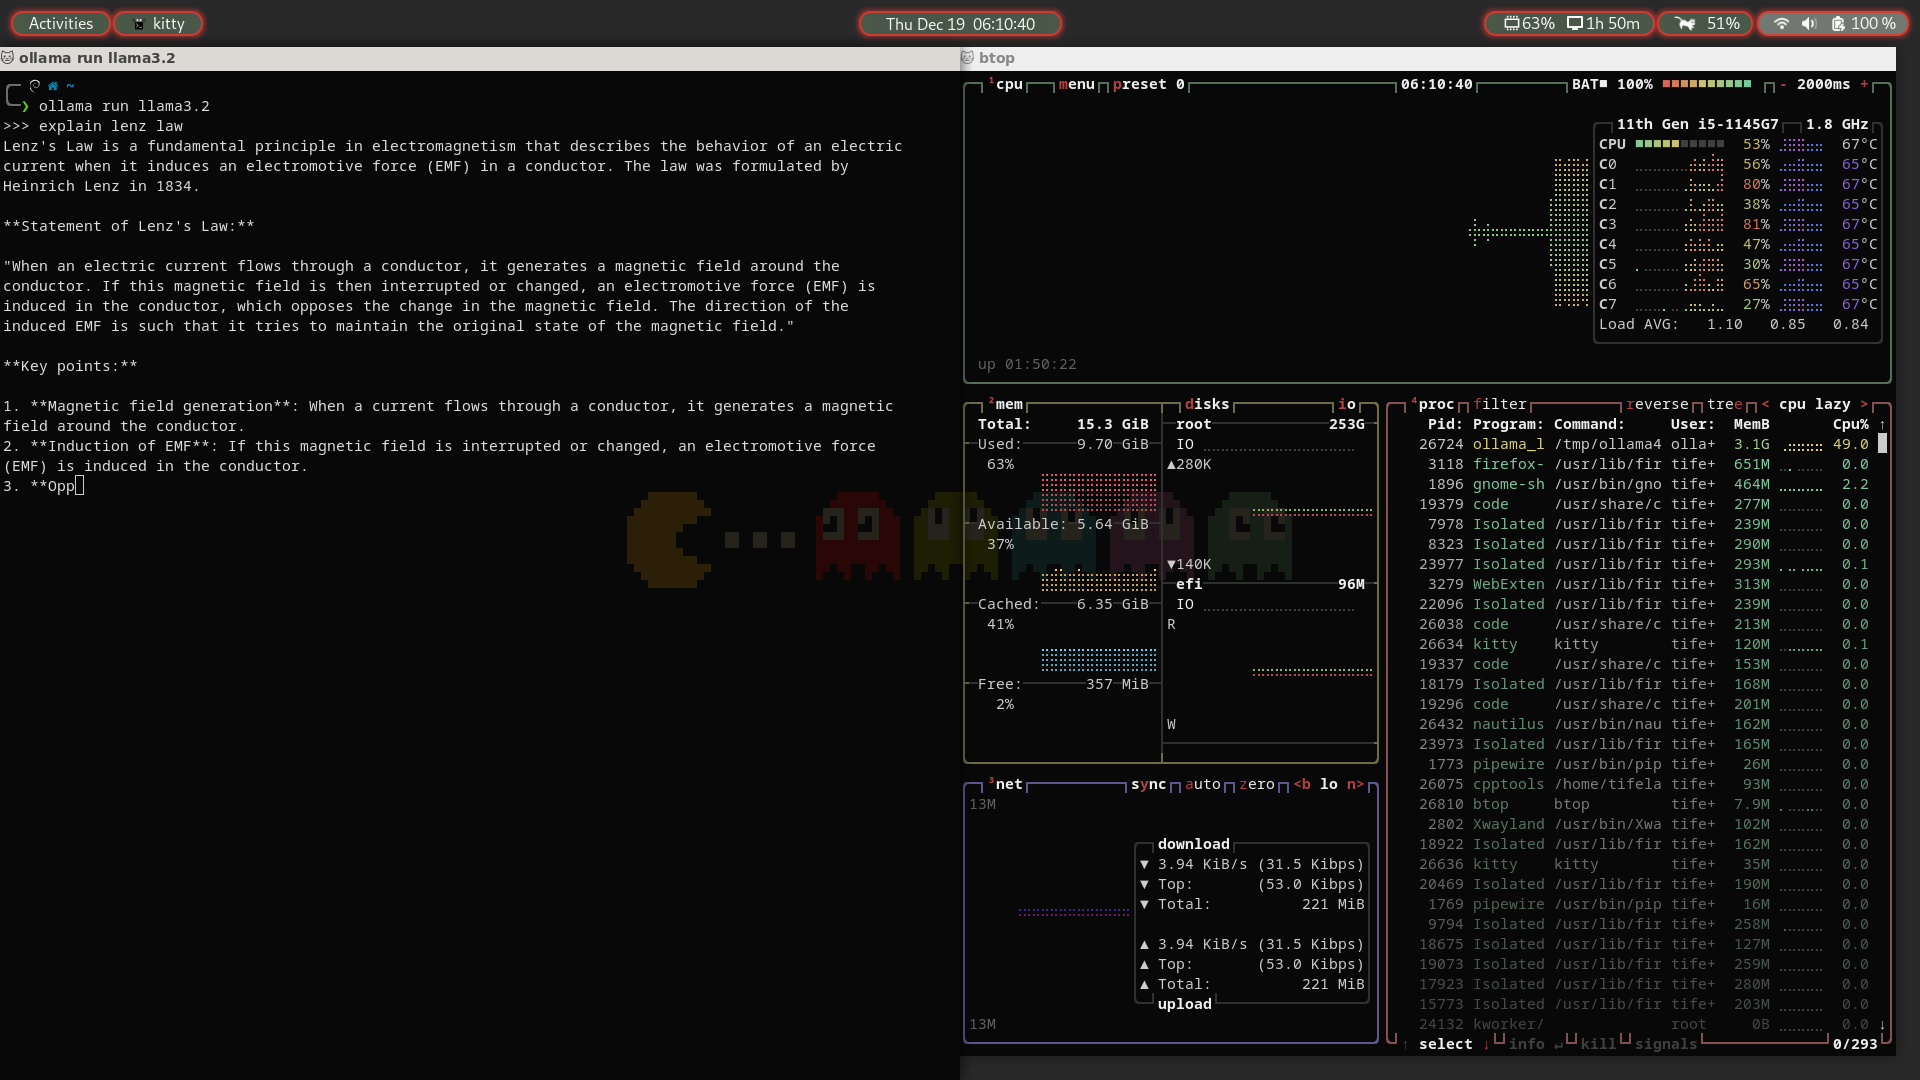 Activities
kitty
Thu Dec 19 06:10:40
63% 1h 50m
51%
100 %
ollama run llama3.2
~
❯ ollama run llama3.2
>>> explain lenz law
Lenz's Law is a fundamental principle in electromagnetism that describes the behavior of an electric
current when it induces an electromotive force (EMF) in a conductor. The law was formulated by
Heinrich Lenz in 1834.
**Statement of Lenz's Law:**
"When an electric current flows through a conductor, it generates a magnetic field around the
conductor. If this magnetic field is then interrupted or changed, an electromotive force (EMF) is
induced in the conductor, which opposes the change in the magnetic field. The direction of the
induced EMF is such that it tries to maintain the original state of the magnetic field."
**Key points:**
1. **Magnetic field generation**: When a current flows through a conductor, it generates a magnetic
field around the conductor.
2. **Induction of EMF**: If this magnetic field is interrupted or changed, an electromotive force
(EMF) is induced in the conductor.
3. **Opp
btop
¹cpu menu preset 0 06:10:40 BAT■ 100% - 2000ms +
11th Gen i5-1145G7 1.8 GHz
CPU 53% 67°C
C0 56% 65°C
C1 80% 67°C
C2 38% 65°C
C3 81% 67°C
C4 47% 65°C
C5 30% 67°C
C6 65% 65°C
C7 27% 67°C
Load AVG: 1.10 0.85 0.84
up 01:50:22
²mem
Total: 15.3 GiB
Used: 9.70 GiB
63%
Available: 5.64 GiB
37%
Cached: 6.35 GiB
41%
Free: 357 MiB
2%
disks io
root 253G
IO
▲280K
▼140K
efi 96M
IO
R
W
³net sync auto zero <b lo n>
13M
download
▼ 3.94 KiB/s (31.5 Kibps)
▼ Top: (53.0 Kibps)
▼ Total: 221 MiB
▲ 3.94 KiB/s (31.5 Kibps)
▲ Top: (53.0 Kibps)
▲ Total: 221 MiB
upload
13M
⁴proc filter reverse tree < cpu lazy >
Pid: Program: Command: User: MemB Cpu% ↑
26724 ollama_l /tmp/ollama4 olla+ 3.1G 49.0
3118 firefox- /usr/lib/fir tife+ 651M 0.0
1896 gnome-sh /usr/bin/gno tife+ 464M 2.2
19379 code /usr/share/c tife+ 277M 0.0
7978 Isolated /usr/lib/fir tife+ 239M 0.0
8323 Isolated /usr/lib/fir tife+ 290M 0.0
23977 Isolated /usr/lib/fir tife+ 293M 0.1
3279 WebExten /usr/lib/fir tife+ 313M 0.0
22096 Isolated /usr/lib/fir tife+ 239M 0.0
26038 code /usr/share/c tife+ 213M 0.0
26634 kitty kitty tife+ 120M 0.1
19337 code /usr/share/c tife+ 153M 0.0
18179 Isolated /usr/lib/fir tife+ 168M 0.0
19296 code /usr/share/c tife+ 201M 0.0
26432 nautilus /usr/bin/nau tife+ 162M 0.0
23973 Isolated /usr/lib/fir tife+ 165M 0.0
1773 pipewire /usr/bin/pip tife+ 26M 0.0
26075 cpptools /home/tifela tife+ 93M 0.0
26810 btop btop tife+ 7.9M 0.0
2802 Xwayland /usr/bin/Xwa tife+ 102M 0.0
18922 Isolated /usr/lib/fir tife+ 162M 0.0
26636 kitty kitty tife+ 35M 0.0
20469 Isolated /usr/lib/fir tife+ 190M 0.0
1769 pipewire /usr/bin/pip tife+ 16M 0.0
9794 Isolated /usr/lib/fir tife+ 258M 0.0
18675 Isolated /usr/lib/fir tife+ 127M 0.0
19073 Isolated /usr/lib/fir tife+ 259M 0.0
17923 Isolated /usr/lib/fir tife+ 280M 0.0
15773 Isolated /usr/lib/fir tife+ 203M 0.0
24132 kworker/ root 0B 0.0 ↓
↑ select ↓ info ↵ kill signals 0/293